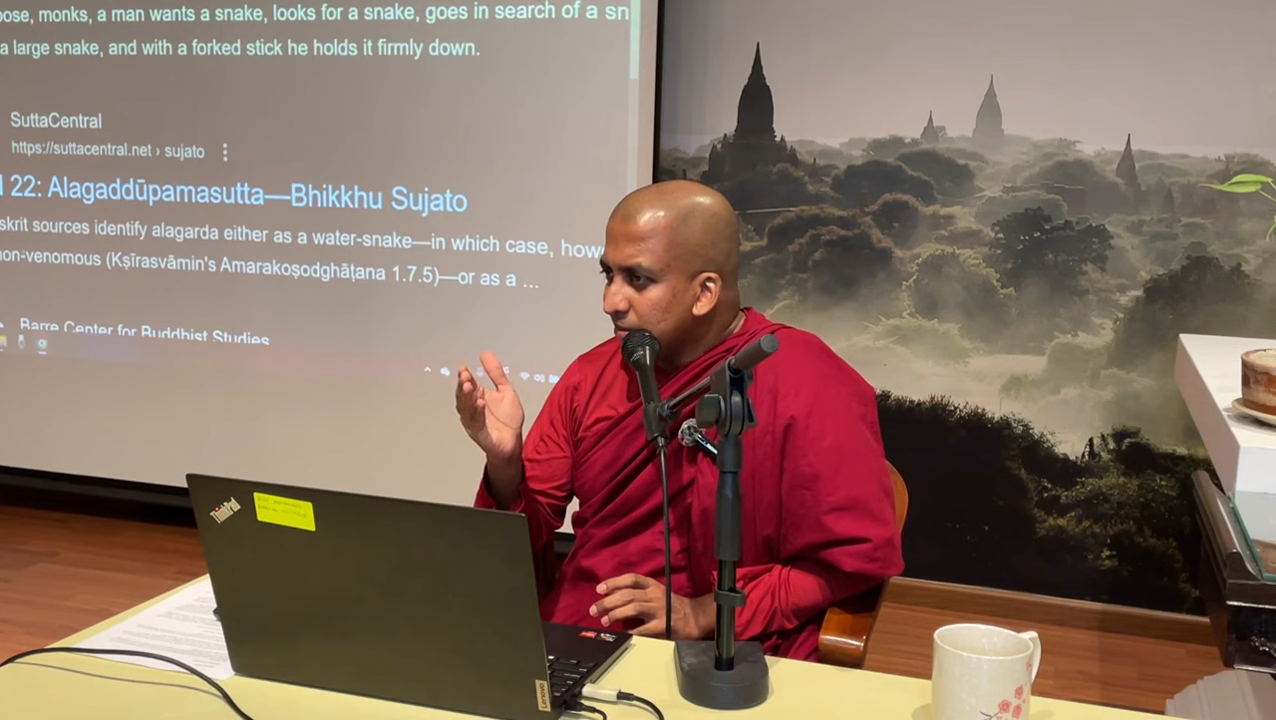 pose, monks, a man wants a snake, looks for a snake, goes in search of a sn
a large snake, and with a forked stick he holds it firmly down.
SuttaCentral
https://suttacentral.net › sujato
22: Alagaddūpamasutta—Bhikkhu Sujato
skrit sources identify alagarda either as a water-snake—in which case, howe
non-venomous (Kṣīrasvāmin's Amarakoṣodghāṭana 1.7.5)—or as a ...
Barre Center for Buddhist Studies
ThinkPad
Lenovo